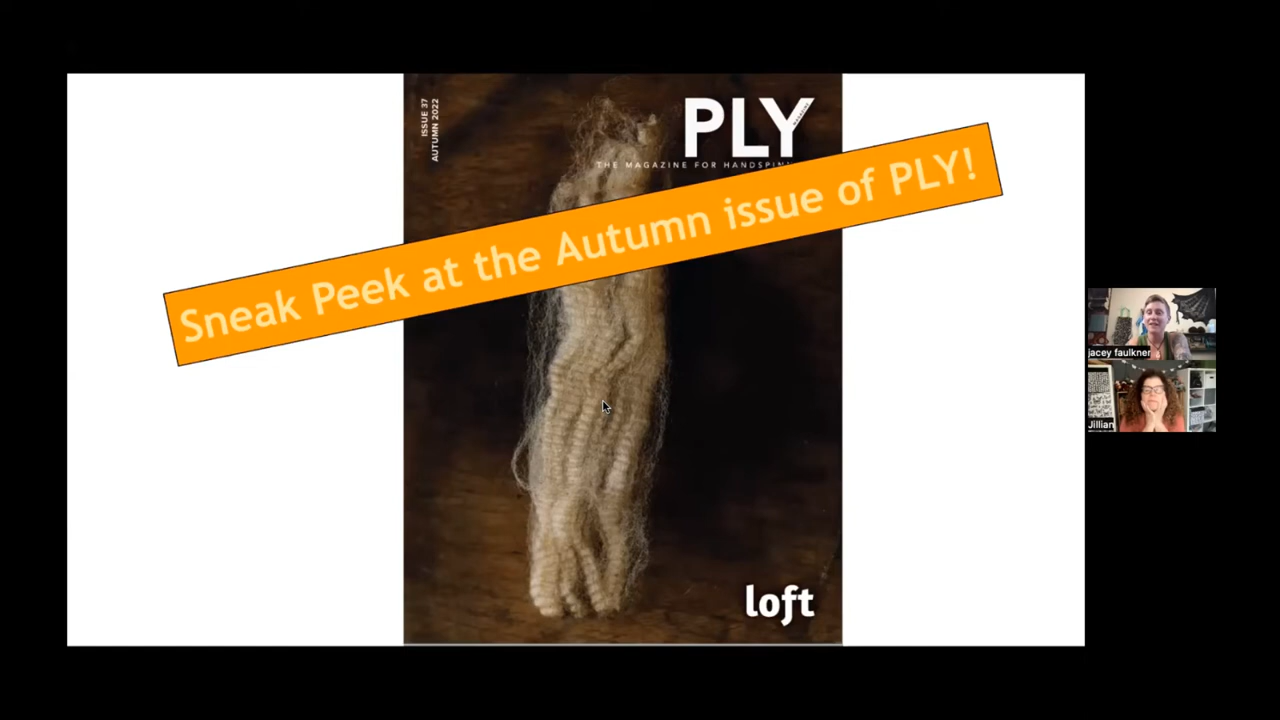 ISSUE 37
AUTUMN 2022
PLY
THE MAGAZINE FOR
Sneak Peek at the Autumn issue of PLY!
loft
jacey faulkner
Jillian